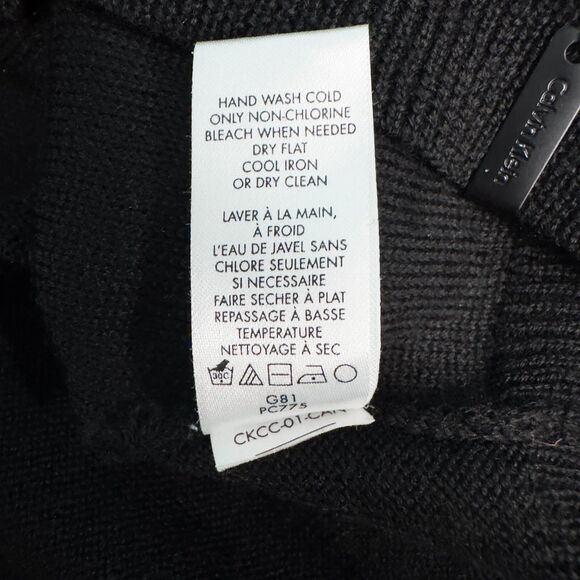 HAND WASH COLD
ONLY NON-CHLORINE
BLEACH WHEN NEEDED
DRY FLAT
COOL IRON
OR DRY CLEAN
LAVER À LA MAIN,
À FROID
L'EAU DE JAVEL SANS
CHLORE SEULEMENT
SI NECESSAIRE
FAIRE SECHER À PLAT
REPASSAGE À BASSE
TEMPERATURE
NETTOYAGE À SEC
30C
G81
PC775
CKCC-01-CAN
Calvin Klein